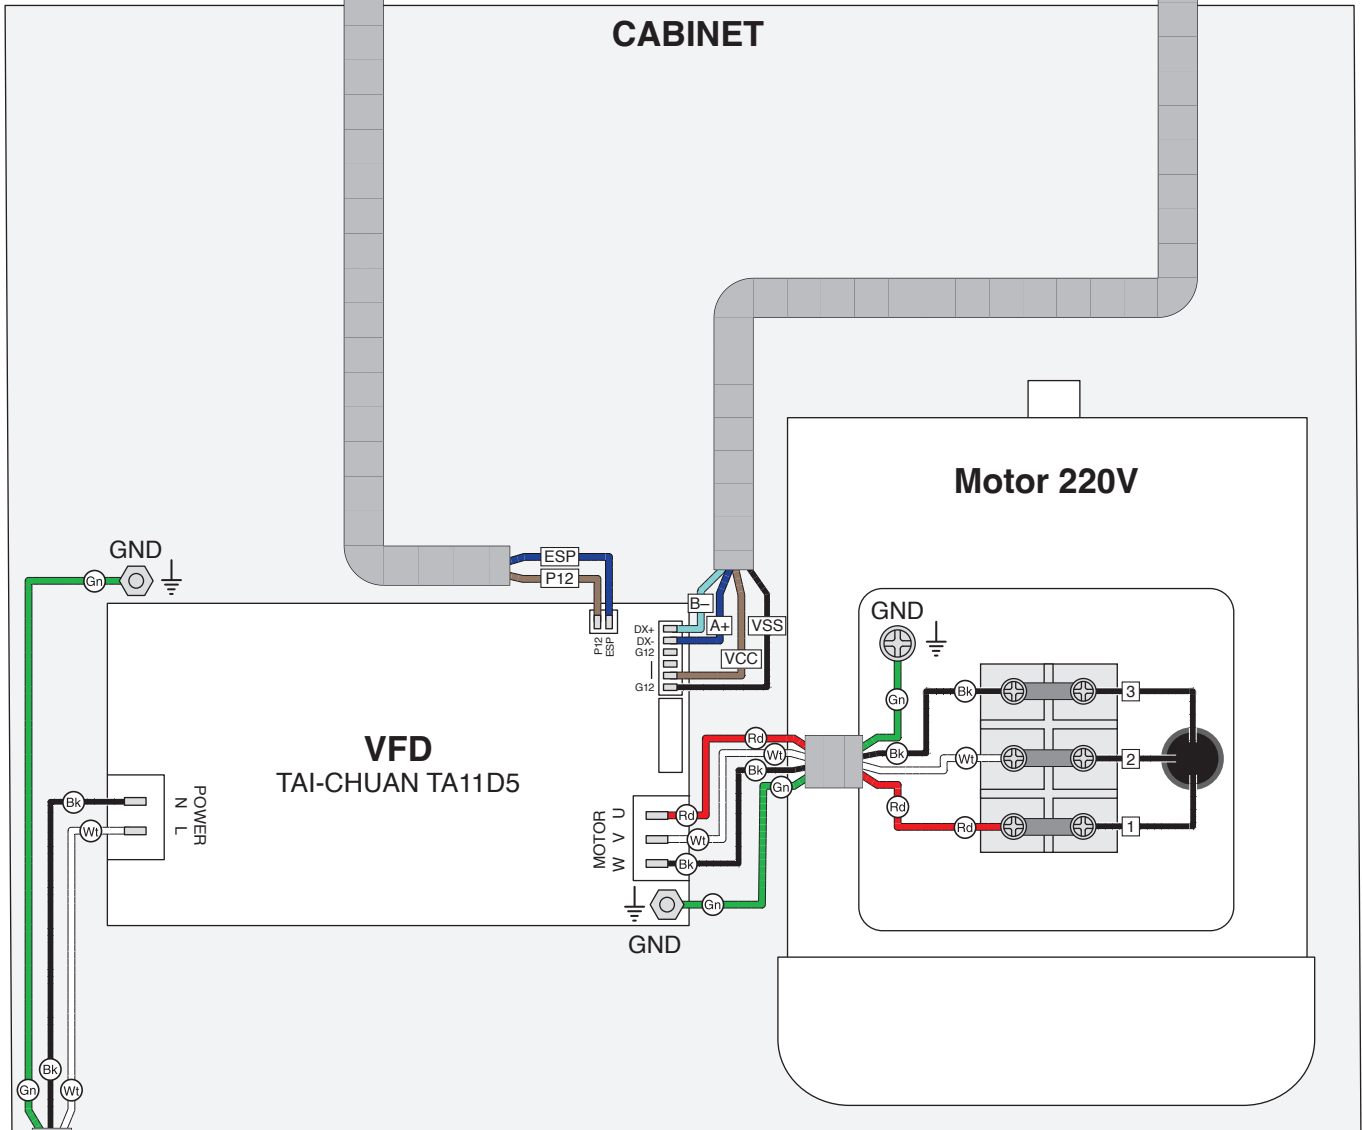 CABINET
Motor 220V
GND
Gn
ESP
P12
B–
A+
VSS
VCC
P12
ESP
DX+
DX-
G12
G12
GND
Gn
Bk
3
Bk
Wt
2
Rd
Rd
1
VFD
TAI-CHUAN TA11D5
Rd
Wt
Bk
Gn
POWER
N
L
Bk
Wt
MOTOR
U
V
W
Rd
Wt
Bk
Gn
GND
Bk
Gn
Wt